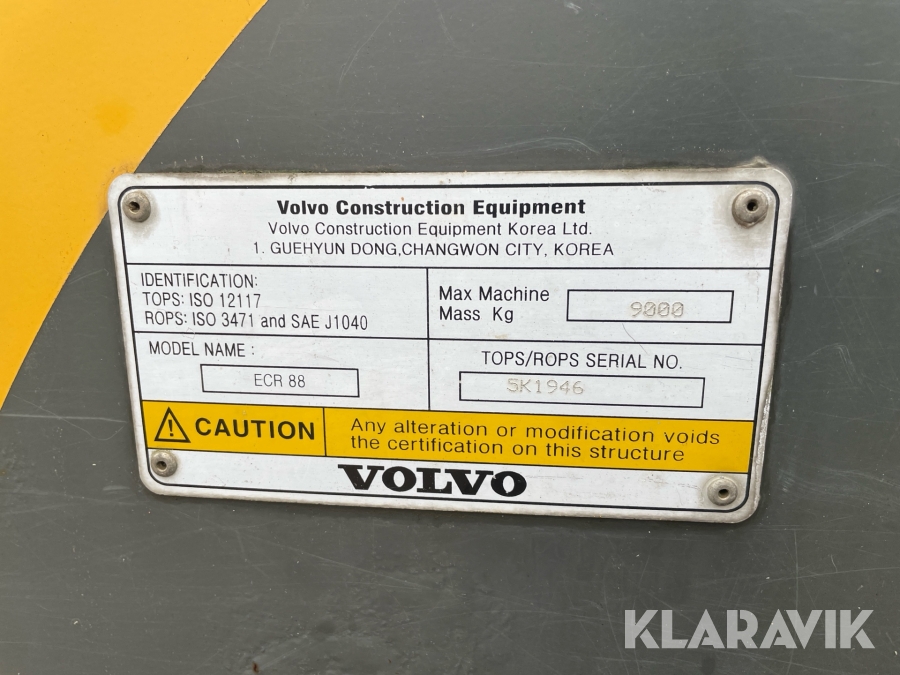 Volvo Construction Equipment
Volvo Construction Equipment Korea Ltd.
1. GUEHYUN DONG,CHANGWON CITY, KOREA
IDENTIFICATION:
TOPS: ISO 12117
ROPS: ISO 3471 and SAE J1040
Max Machine
Mass Kg
9000
MODEL NAME :
ECR 88
TOPS/ROPS SERIAL NO.
SK1946
CAUTION
Any alteration or modification voids
the certification on this structure
VOLVO
KLARAVIK